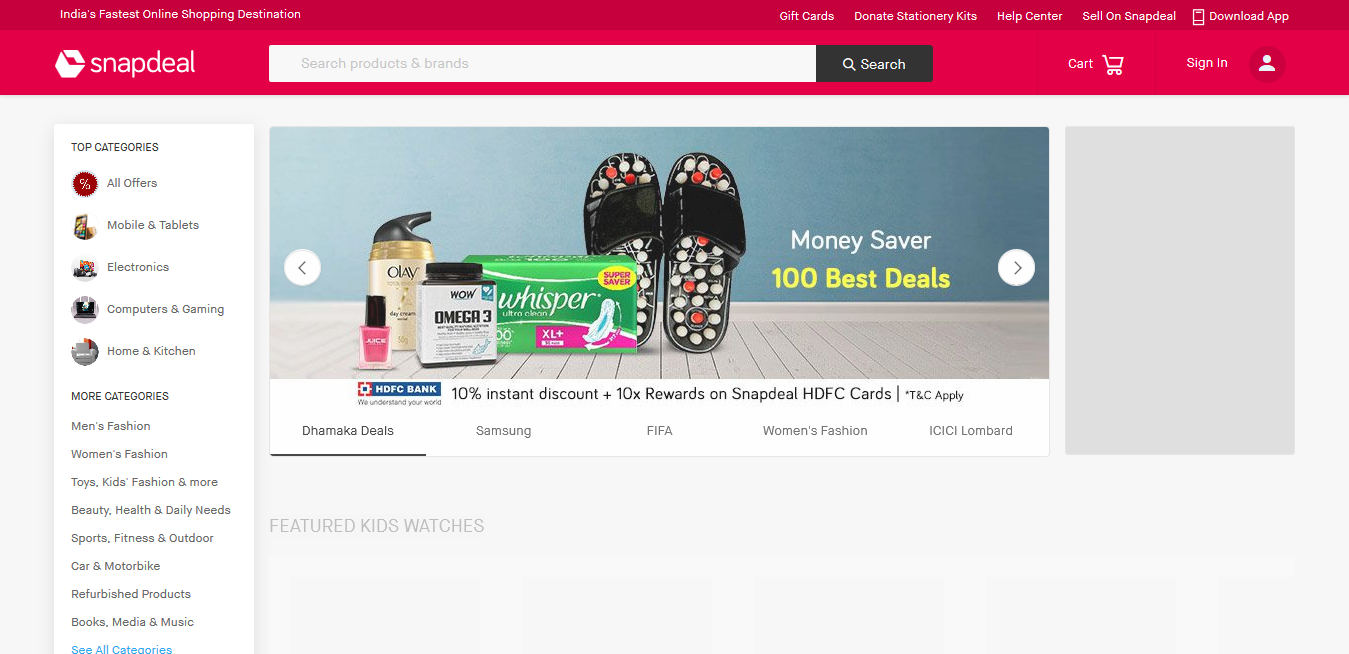 India's Fastest Online Shopping Destination
Gift Cards Donate Stationery Kits Help Center Sell On Snapdeal Download App
snapdeal
Search products & brands
Search
Cart
Sign In
TOP CATEGORIES
% All Offers
Mobile & Tablets
Electronics
Computers & Gaming
Home & Kitchen
MORE CATEGORIES
Men's Fashion
Women's Fashion
Toys, Kids' Fashion & more
Beauty, Health & Daily Needs
Sports, Fitness & Outdoor
Car & Motorbike
Refurbished Products
Books, Media & Music
See All Categories
OLAY
day cream
50g
JUICE
WOW
OMEGA 3
whisper
ultra clean
XL+
SUPER
SAVER
Money Saver
100 Best Deals
HDFC BANK
We understand your world
10% instant discount + 10x Rewards on Snapdeal HDFC Cards | *T&C Apply
Dhamaka Deals Samsung FIFA Women's Fashion ICICI Lombard
FEATURED KIDS WATCHES